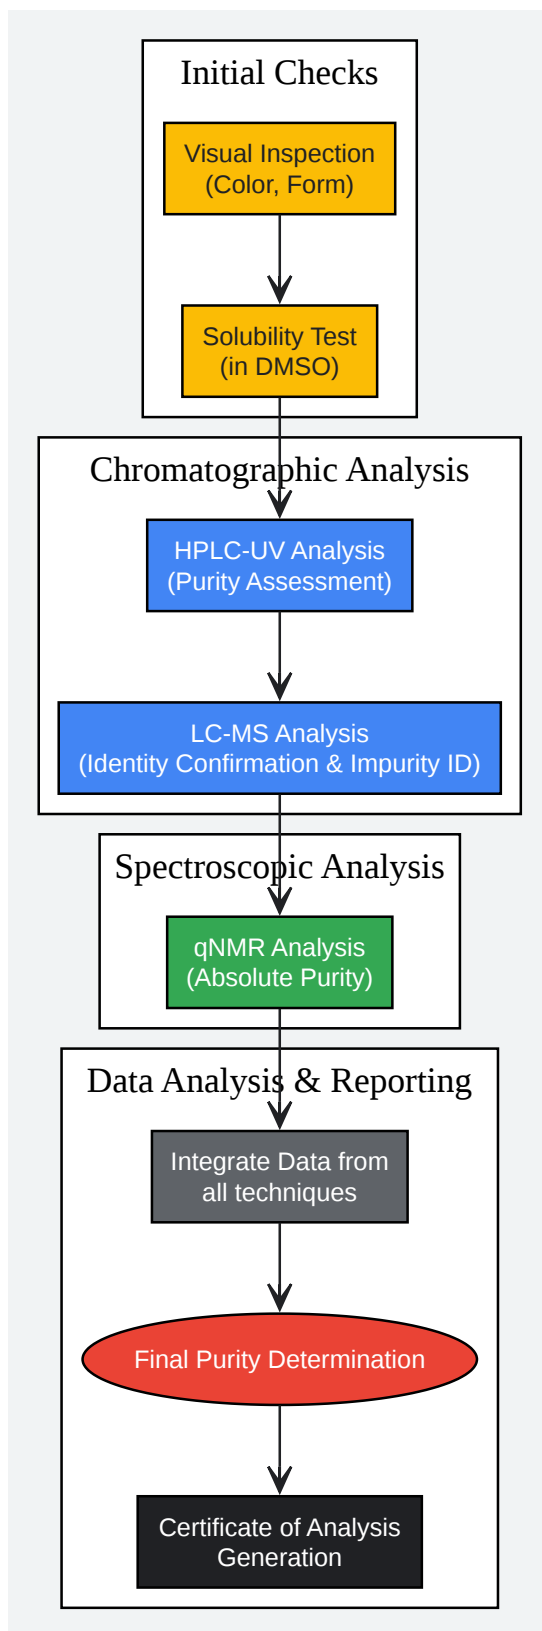 Initial Checks
Visual Inspection
(Color, Form)
Solubility Test
(in DMSO)
Chromatographic Analysis
HPLC-UV Analysis
(Purity Assessment)
LC-MS Analysis
(Identity Confirmation & Impurity ID)
Spectroscopic Analysis
qNMR Analysis
(Absolute Purity)
Data Analysis & Reporting
Integrate Data from
all techniques
Final Purity Determination
Certificate of Analysis
Generation